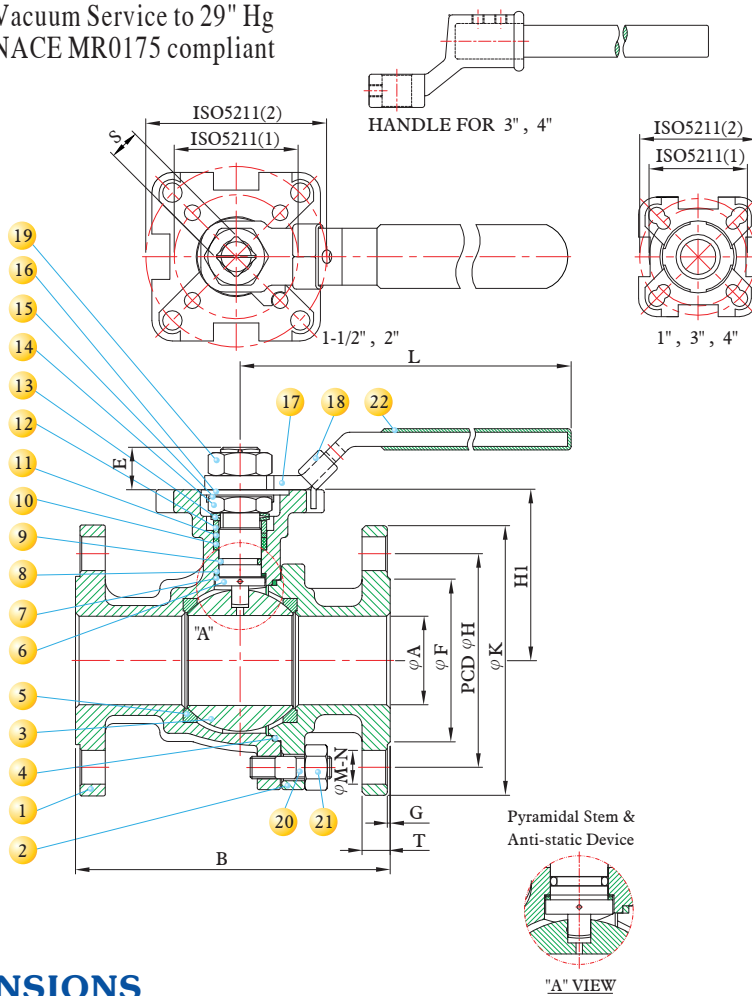 Vacuum Service to 29" Hg
NACE MR0175 compliant
HANDLE FOR 3", 4"
ISO5211(2)
ISO5211(1)
S
1-1/2", 2"
ISO5211(2)
ISO5211(1)
1", 3", 4"
L
19
16
15
14
13
12
11
10
9
8
7
6
5
3
4
1
2
17
18
22
E
"A"
H1
φA
φF
PCD φH
φK
φM-N
20
21
G
T
B
Pyramidal Stem &
Anti-static Device
"A" VIEW
NSIONS